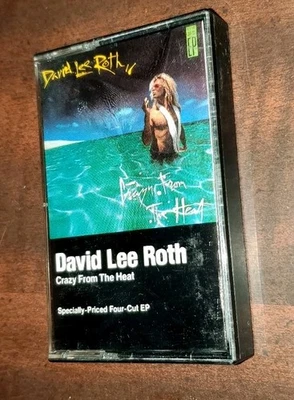 David Lee Roth
Crazy From
The Heat
David Lee Roth
Crazy From The Heat
Specially-Priced Four-Cut EP